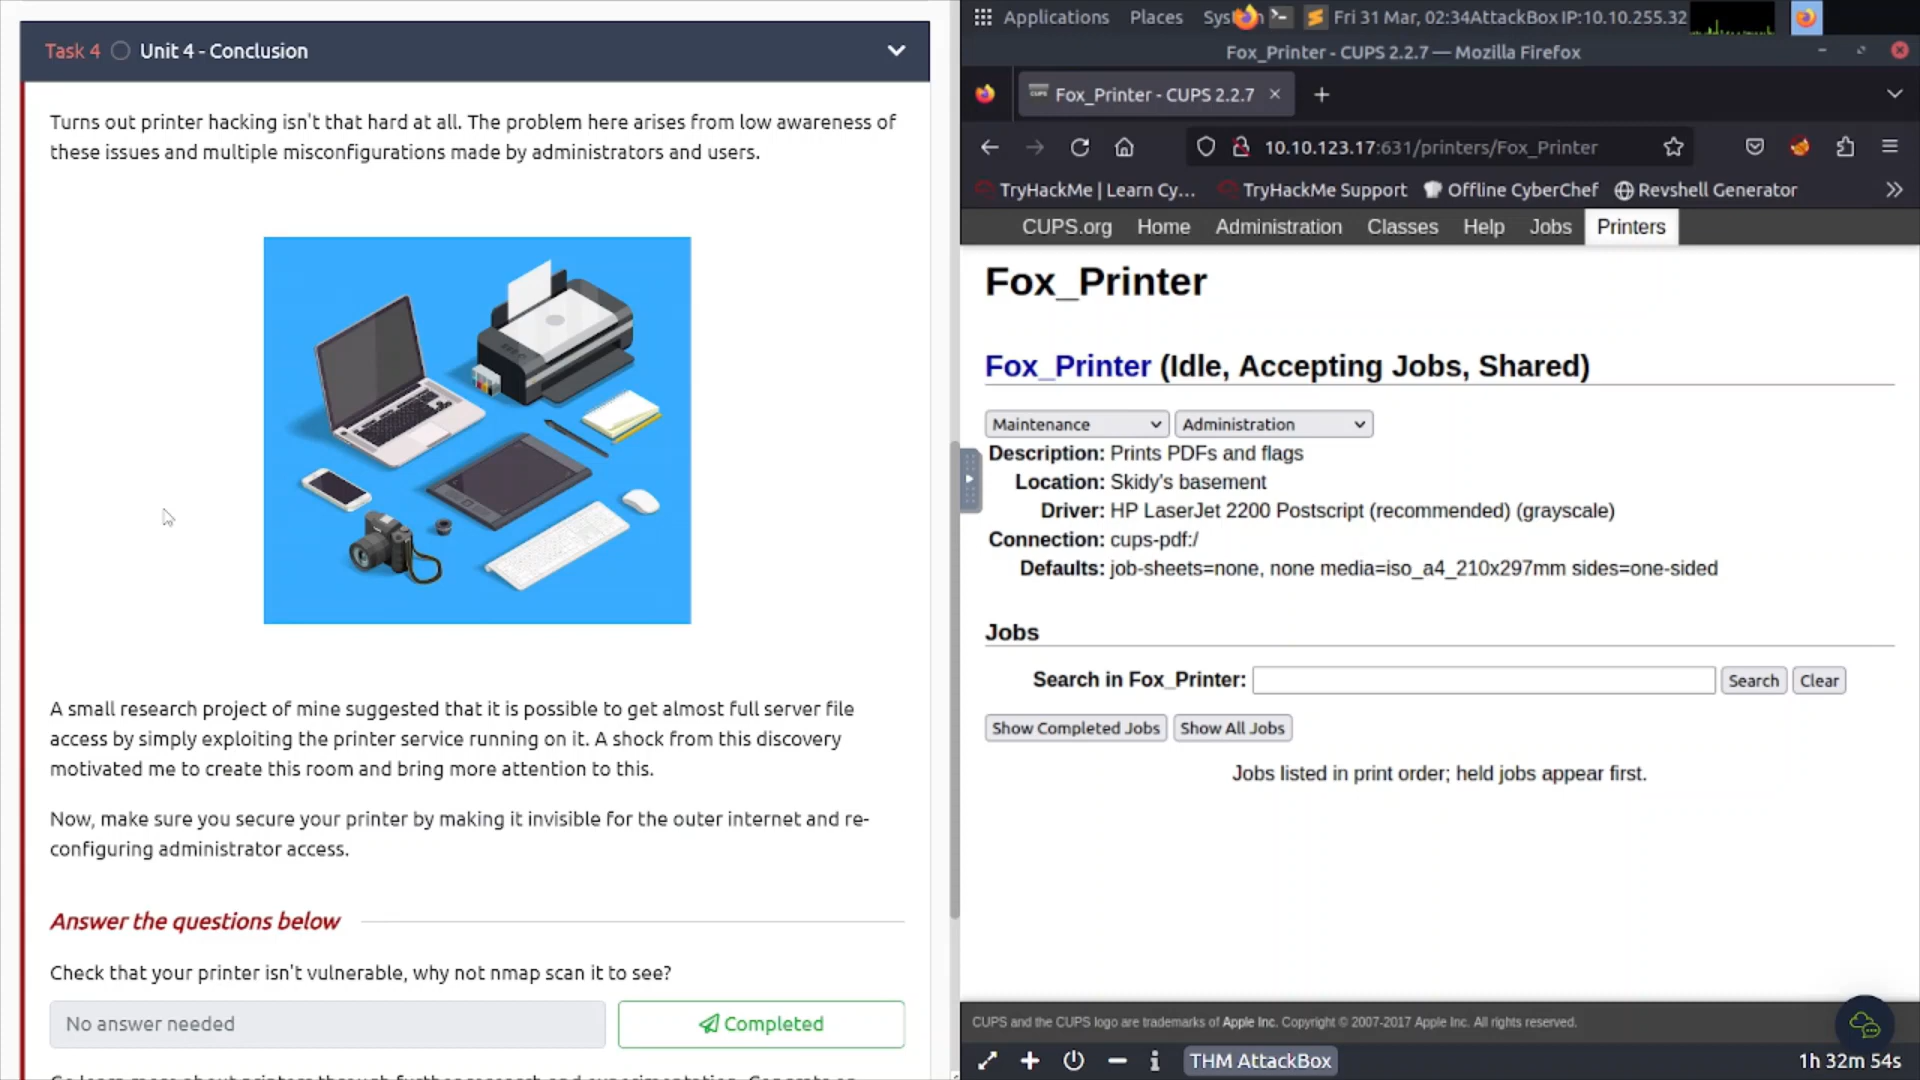 Task 4 Unit 4 - Conclusion
Turns out printer hacking isn't that hard at all. The problem here arises from low awareness of
these issues and multiple misconfigurations made by administrators and users.
A small research project of mine suggested that it is possible to get almost full server file
access by simply exploiting the printer service running on it. A shock from this discovery
motivated me to create this room and bring more attention to this.
Now, make sure you secure your printer by making it invisible for the outer internet and re-
configuring administrator access.
Answer the questions below
Check that your printer isn't vulnerable, why not nmap scan it to see?
No answer needed
Completed
Applications Places Sys Fri 31 Mar, 02:34 AttackBox IP:10.10.255.32
Fox_Printer - CUPS 2.2.7 — Mozilla Firefox
Fox_Printer - CUPS 2.2.7
10.10.123.17:631/printers/Fox_Printer
TryHackMe | Learn Cy... TryHackMe Support Offline CyberChef Revshell Generator
CUPS.org Home Administration Classes Help Jobs Printers
Fox_Printer
Fox_Printer (Idle, Accepting Jobs, Shared)
Maintenance Administration
Description: Prints PDFs and flags
Location: Skidy's basement
Driver: HP LaserJet 2200 Postscript (recommended) (grayscale)
Connection: cups-pdf:/
Defaults: job-sheets=none, none media=iso_a4_210x297mm sides=one-sided
Jobs
Search in Fox_Printer: Search Clear
Show Completed Jobs Show All Jobs
Jobs listed in print order; held jobs appear first.
CUPS and the CUPS logo are trademarks of Apple Inc. Copyright © 2007-2017 Apple Inc. All rights reserved.
THM AttackBox 1h 32m 54s